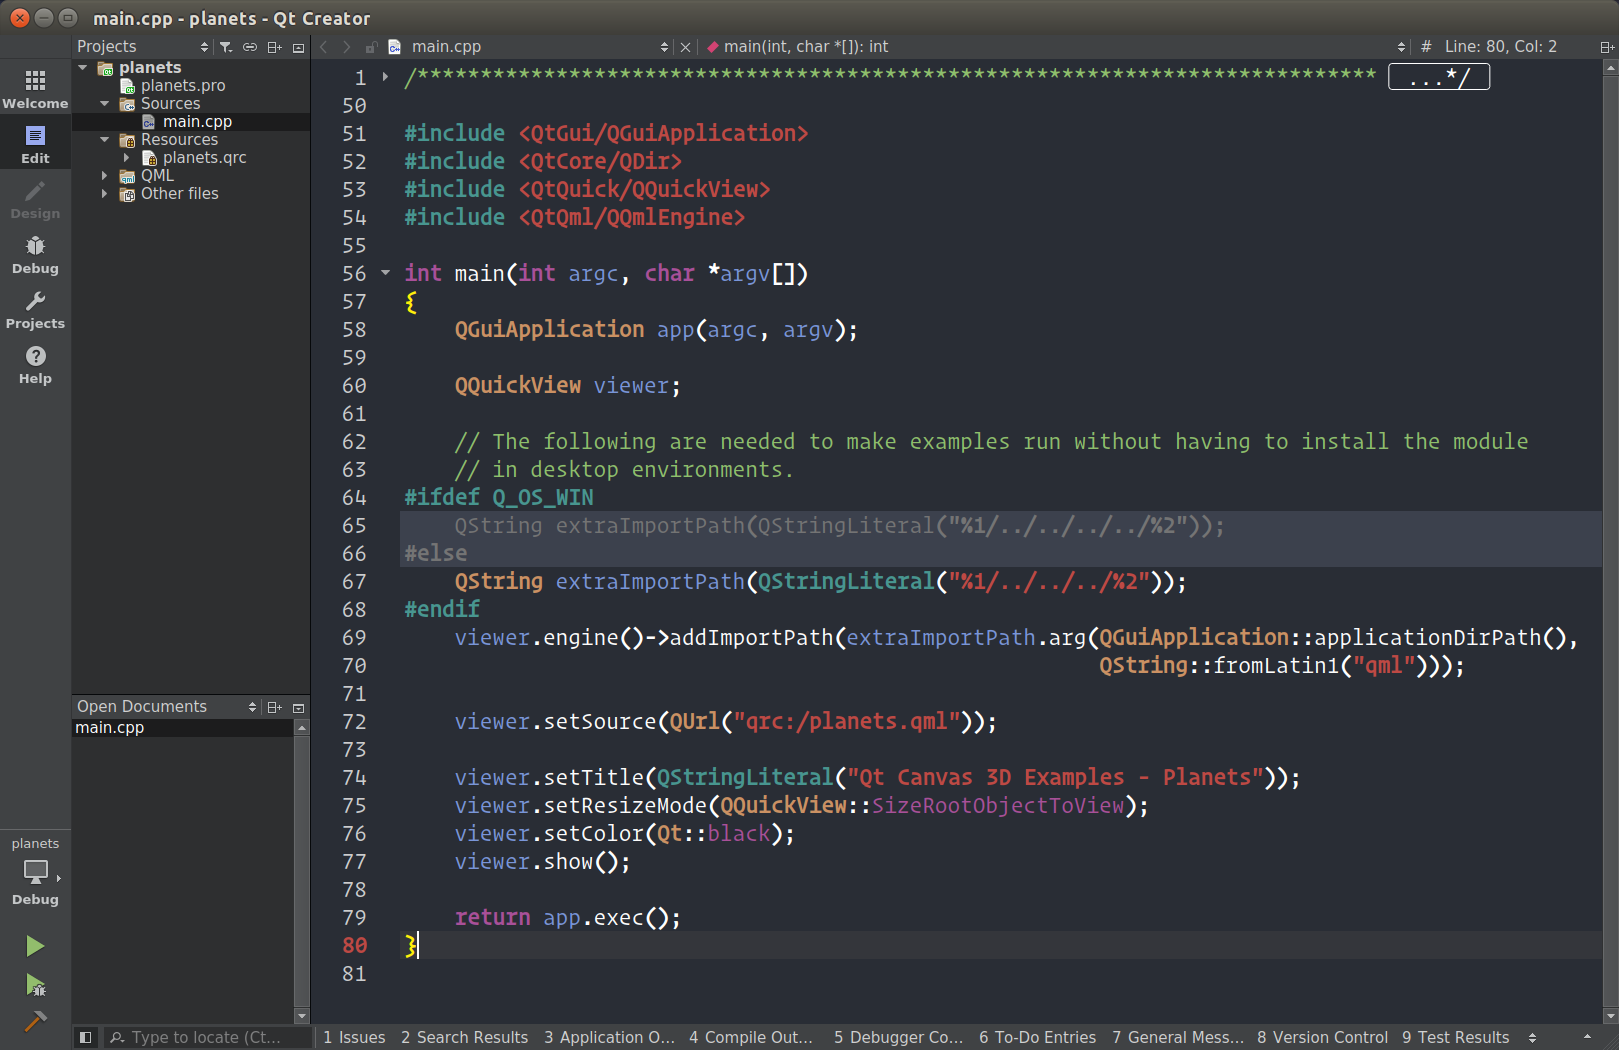 main.cpp - planets - Qt Creator
Projects
main.cpp
main(int, char *[]): int
# Line: 80, Col: 2
Welcome
Edit
Design
Debug
Projects
Help
planets
Debug
planets
planets.pro
Sources
main.cpp
Resources
planets.qrc
QML
Other files
Open Documents
main.cpp
1 /**************************************************************************** ...*/
50
51 #include <QtGui/QGuiApplication>
52 #include <QtCore/QDir>
53 #include <QtQuick/QQuickView>
54 #include <QtQml/QQmlEngine>
55
56 int main(int argc, char *argv[])
57 {
58     QGuiApplication app(argc, argv);
59
60     QQuickView viewer;
61
62     // The following are needed to make examples run without having to install the module
63     // in desktop environments.
64 #ifdef Q_OS_WIN
65     QString extraImportPath(QStringLiteral("%1/../../../../%2"));
66 #else
67     QString extraImportPath(QStringLiteral("%1/../../../%2"));
68 #endif
69     viewer.engine()->addImportPath(extraImportPath.arg(QGuiApplication::applicationDirPath(),
70                                                        QString::fromLatin1("qml")));
71
72     viewer.setSource(QUrl("qrc:/planets.qml"));
73
74     viewer.setTitle(QStringLiteral("Qt Canvas 3D Examples - Planets"));
75     viewer.setResizeMode(QQuickView::SizeRootObjectToView);
76     viewer.setColor(Qt::black);
77     viewer.show();
78
79     return app.exec();
80 }
81
Type to locate (Ct...
1 Issues
2 Search Results
3 Application O...
4 Compile Out...
5 Debugger Co...
6 To-Do Entries
7 General Mess...
8 Version Control
9 Test Results